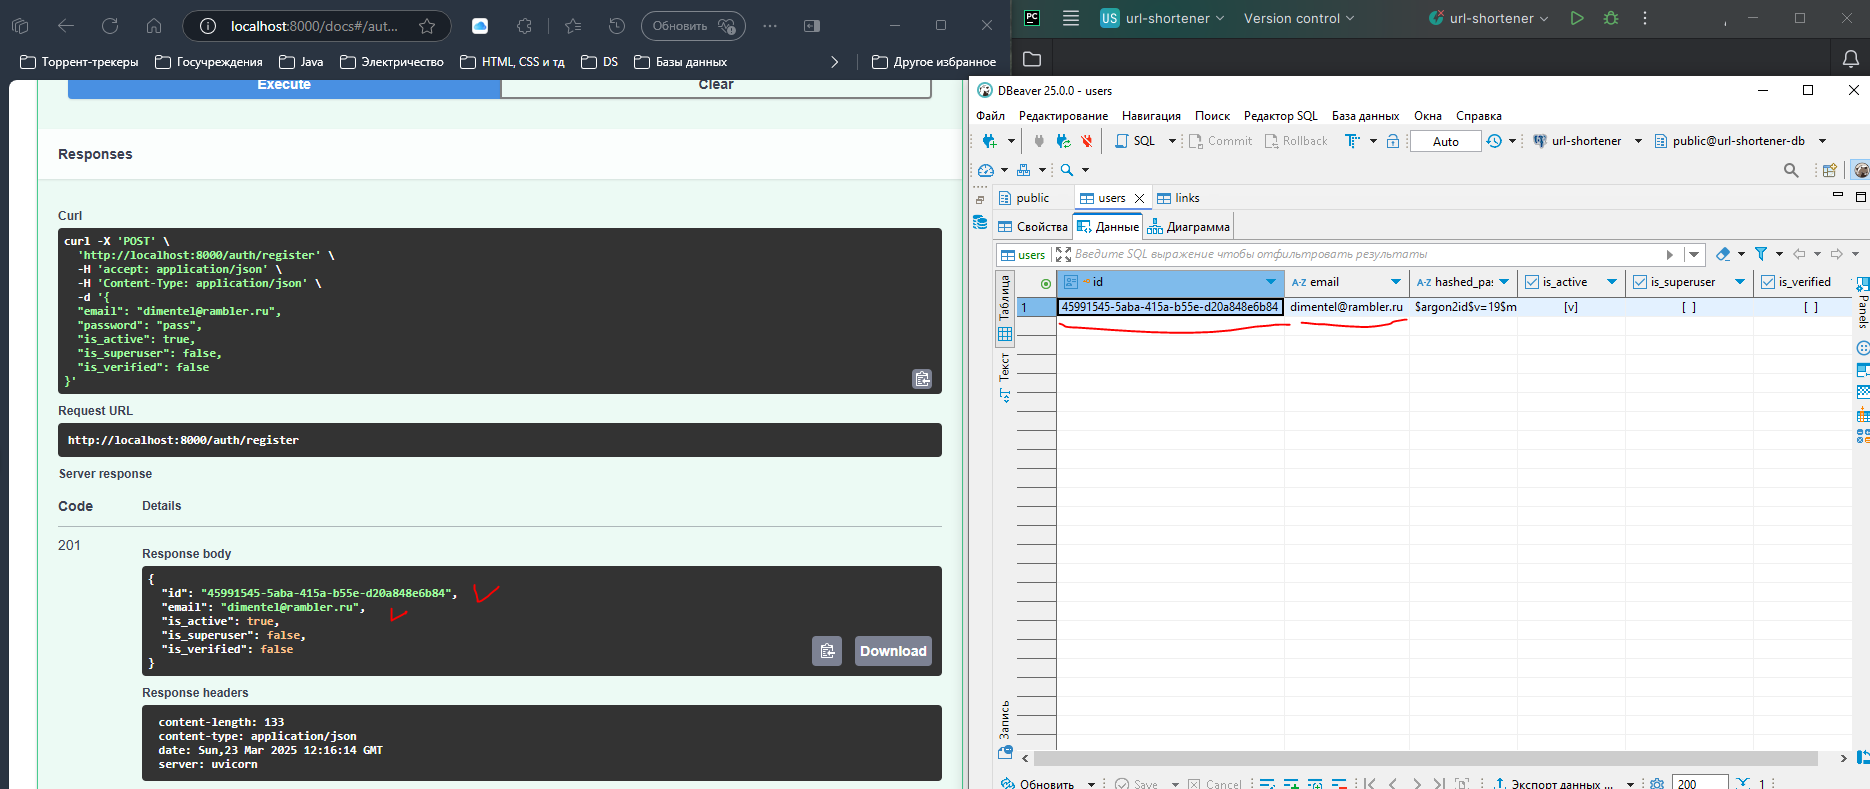 localhost:8000/docs#/aut...
Обновить
Торрент-трекеры
Госучреждения
Java
Электричество
HTML, CSS и тд
DS
Базы данных
Другое избранное
Execute
Clear
Responses
Curl
curl -X 'POST' \
'http://localhost:8000/auth/register' \
-H 'accept: application/json' \
-H 'Content-Type: application/json' \
-d '{
"email": "dimentel@rambler.ru",
"password": "pass",
"is_active": true,
"is_superuser": false,
"is_verified": false
}'
Request URL
http://localhost:8000/auth/register
Server response
Code Details
201
Response body
{
"id": "45991545-5aba-415a-b55e-d20a848e6b84",
"email": "dimentel@rambler.ru",
"is_active": true,
"is_superuser": false,
"is_verified": false
}
Download
Response headers
content-length: 133
content-type: application/json
date: Sun,23 Mar 2025 12:16:14 GMT
server: uvicorn
PC
US url-shortener
Version control
url-shortener
DBeaver 25.0.0 - users
Файл Редактирование Навигация Поиск Редактор SQL База данных Окна Справка
SQL Commit Rollback Auto url-shortener public@url-shortener-db
public users links
Свойства Данные Диаграмма
users Введите SQL выражение чтобы отфильтровать результаты
id A-Z email A-Z hashed_pa is_active is_superuser is_verified
1 45991545-5aba-415a-b55e-d20a848e6b84 dimentel@rambler.ru $argon2id$v=19$m [v] [ ] [ ]
Таблица
Текст
Запись
Panels
Обновить Save Cancel Экспорт данных ... 200 1